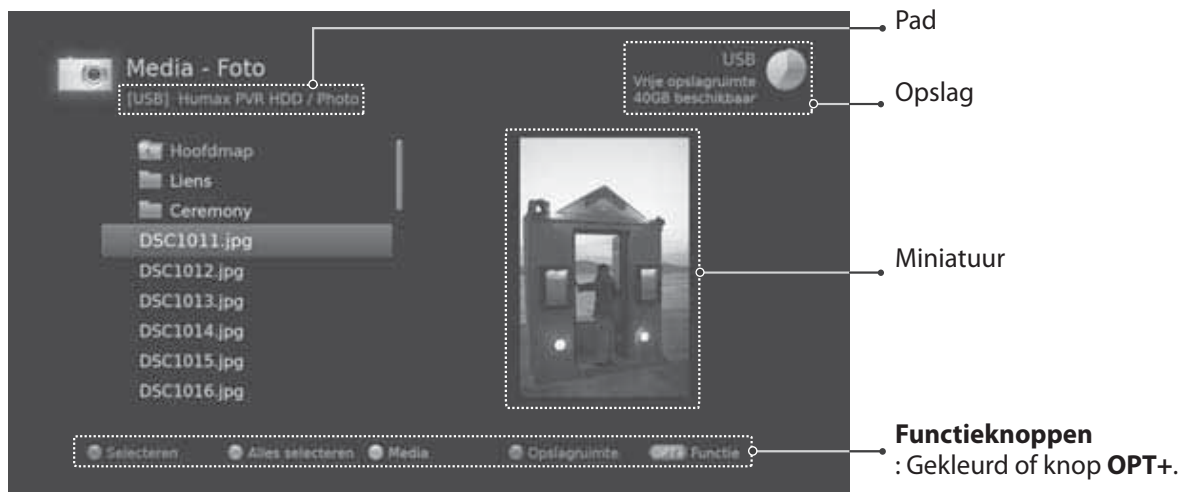 Pad
Media - Foto
[USB] Humax PVR HDD / Photo
USB
Vrije opslagruimte
40GB beschikbaar
Opslag
Hoofdmap
Liens
Ceremony
DSC1011.jpg
DSC1012.jpg
DSC1013.jpg
DSC1014.jpg
DSC1015.jpg
DSC1016.jpg
Miniatuur
Selecteren Alles selecteren Media Opslagruimte OPT+ Functie
Functieknoppen
: Gekleurd of knop OPT+.